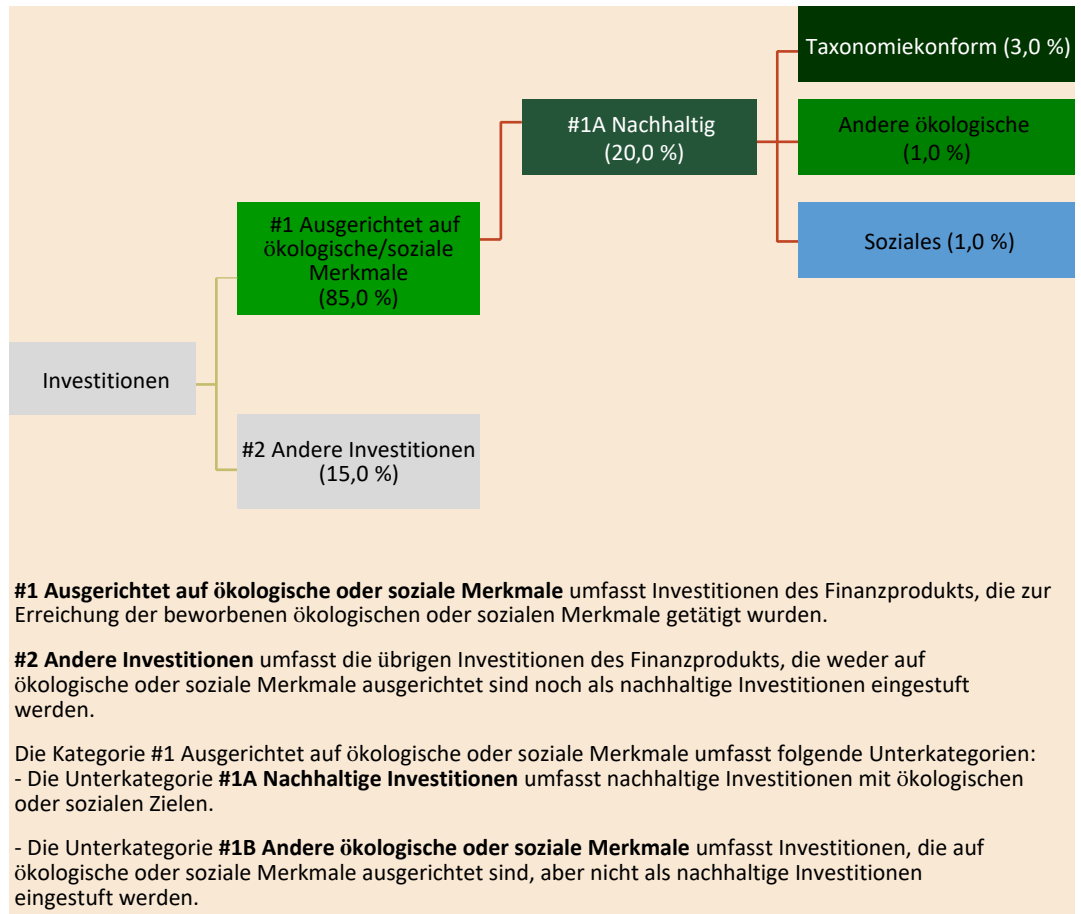 Taxonomiekonform (3,0 %)
#1A Nachhaltig
(20,0 %)
Andere ökologische
(1,0 %)
#1 Ausgerichtet auf
ökologische/soziale
Merkmale
(85,0 %)
Soziales (1,0 %)
Investitionen
#2 Andere Investitionen
(15,0 %)
#1 Ausgerichtet auf ökologische oder soziale Merkmale umfasst Investitionen des Finanzprodukts, die zur
Erreichung der beworbenen ökologischen oder sozialen Merkmale getätigt wurden.
#2 Andere Investitionen umfasst die übrigen Investitionen des Finanzprodukts, die weder auf
ökologische oder soziale Merkmale ausgerichtet sind noch als nachhaltige Investitionen eingestuft
werden.
Die Kategorie #1 Ausgerichtet auf ökologische oder soziale Merkmale umfasst folgende Unterkategorien:
- Die Unterkategorie #1A Nachhaltige Investitionen umfasst nachhaltige Investitionen mit ökologischen
oder sozialen Zielen.
- Die Unterkategorie #1B Andere ökologische oder soziale Merkmale umfasst Investitionen, die auf
ökologische oder soziale Merkmale ausgerichtet sind, aber nicht als nachhaltige Investitionen
eingestuft werden.